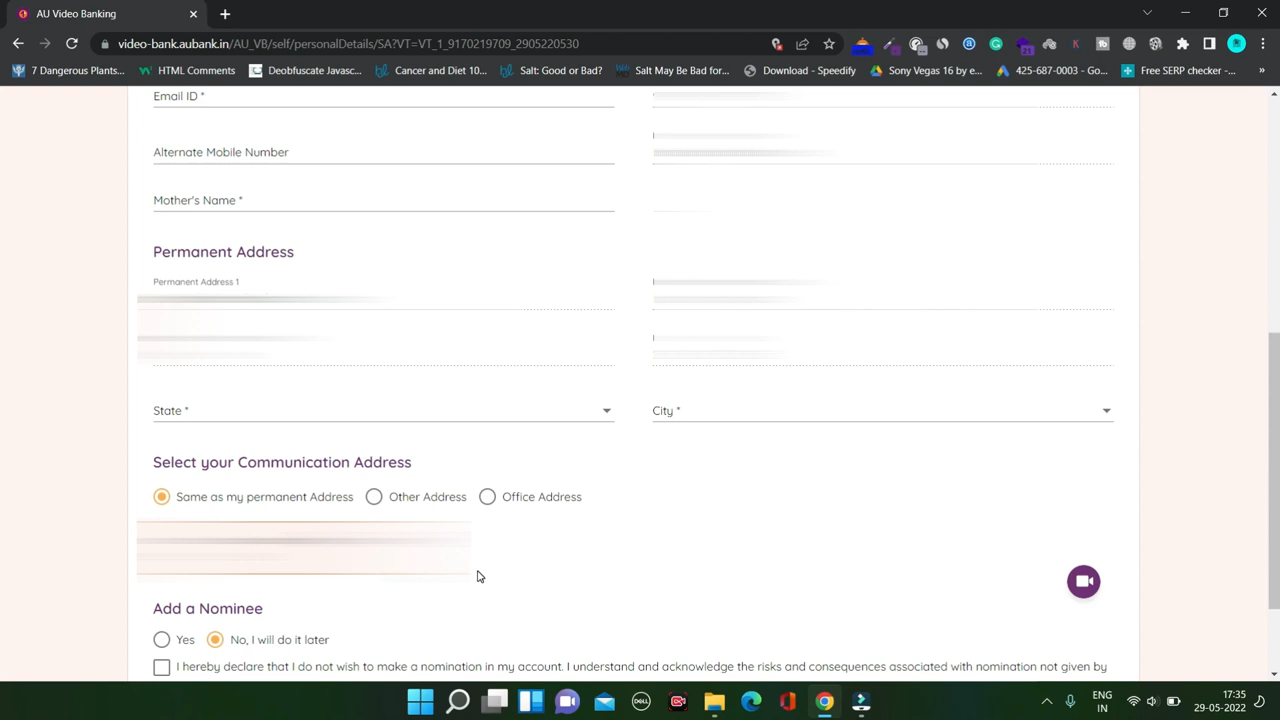 AU Video Banking
video-bank.aubank.in/AU_VB/self/personalDetails/SA?VT=VT_1_9170219709_2905220530
21
7 Dangerous Plants...
HTML Comments
Deobfuscate Javasc...
Cancer and Diet 10...
Salt: Good or Bad?
Salt May Be Bad for...
Download - Speedify
Sony Vegas 16 by e...
425-687-0003 - Go...
Free SERP checker -...
Email ID *
Alternate Mobile Number
Mother's Name *
Permanent Address
Permanent Address 1
State *
City *
Select your Communication Address
Same as my permanent Address
Other Address
Office Address
Add a Nominee
Yes
No, I will do it later
I hereby declare that I do not wish to make a nomination in my account. I understand and acknowledge the risks and consequences associated with nomination not given by
DELL
ENG
IN
17:35
29-05-2022